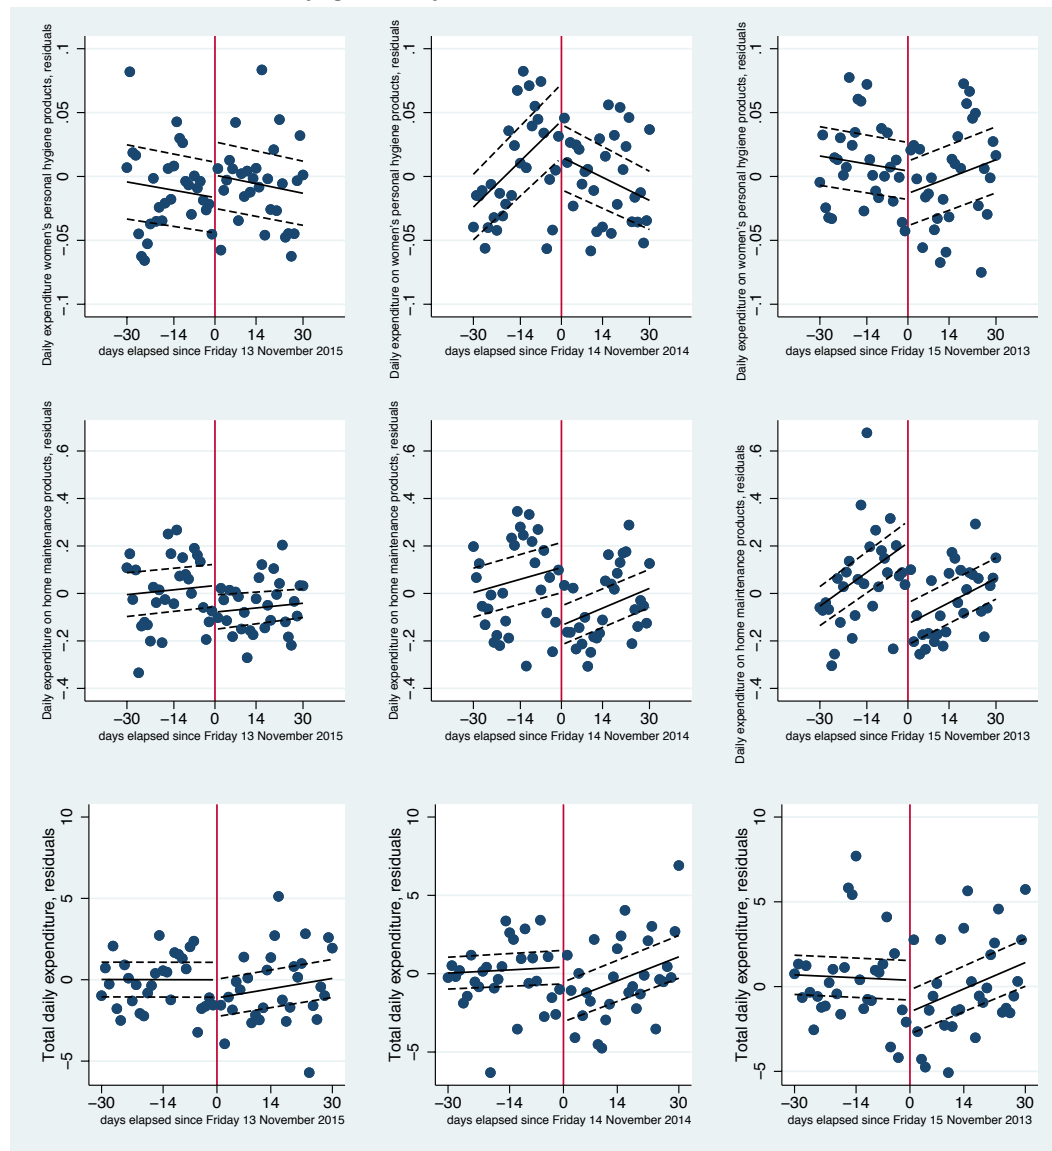 Daily expenditure women's personal hygiene products, residuals
.1
.05
0
−.05
−.1
−30 −14 0 14 30
days elapsed since Friday 13 November 2015
Daily expenditure on women's personal hygiene products, residuals
.1
.05
0
−.05
−.1
−30 −14 0 14 30
days elapsed since Friday 14 November 2014
Daily expenditure on women's personal hygiene products, residuals
.1
.05
0
−.05
−.1
−30 −14 0 14 30
days elapsed since Friday 15 November 2013
Daily expenditure on home maintenance products, residuals
.6
.4
.2
0
−.2
−.4
−30 −14 0 14 30
days elapsed since Friday 13 November 2015
Daily expenditure on home maintenance products, residuals
.6
.4
.2
0
−.2
−.4
−30 −14 0 14 30
days elapsed since Friday 14 November 2014
Daily expenditure on home maintenance products, residuals
.6
.4
.2
0
−.2
−.4
−30 −14 0 14 30
days elapsed since Friday 15 November 2013
Total daily expenditure, residuals
10
5
0
−5
−30 −14 0 14 30
days elapsed since Friday 13 November 2015
Total daily expenditure, residuals
10
5
0
−5
−30 −14 0 14 30
days elapsed since Friday 14 November 2014
Total daily expenditure, residuals
10
5
0
−5
−30 −14 0 14 30
days elapsed since Friday 15 November 2013